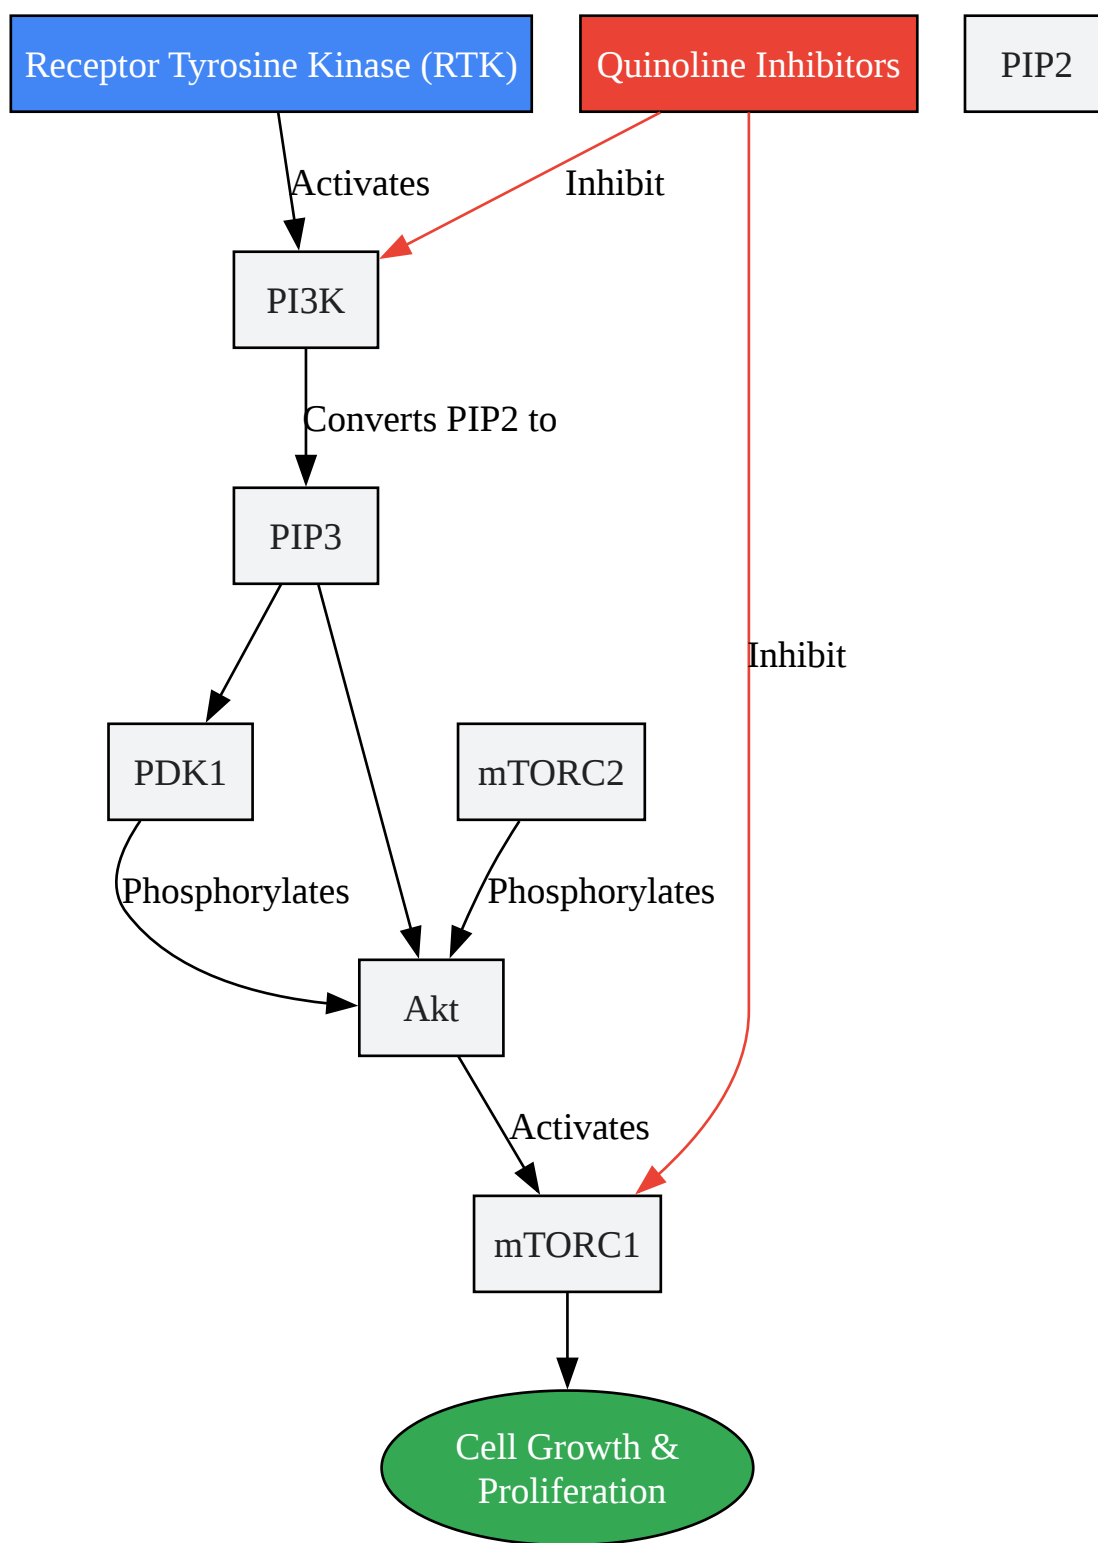 Receptor Tyrosine Kinase (RTK)
Quinoline Inhibitors
PIP2
Activates
Inhibit
PI3K
Converts PIP2 to
PIP3
Inhibit
PDK1
mTORC2
Phosphorylates
Phosphorylates
Akt
Activates
mTORC1
Cell Growth &
Proliferation